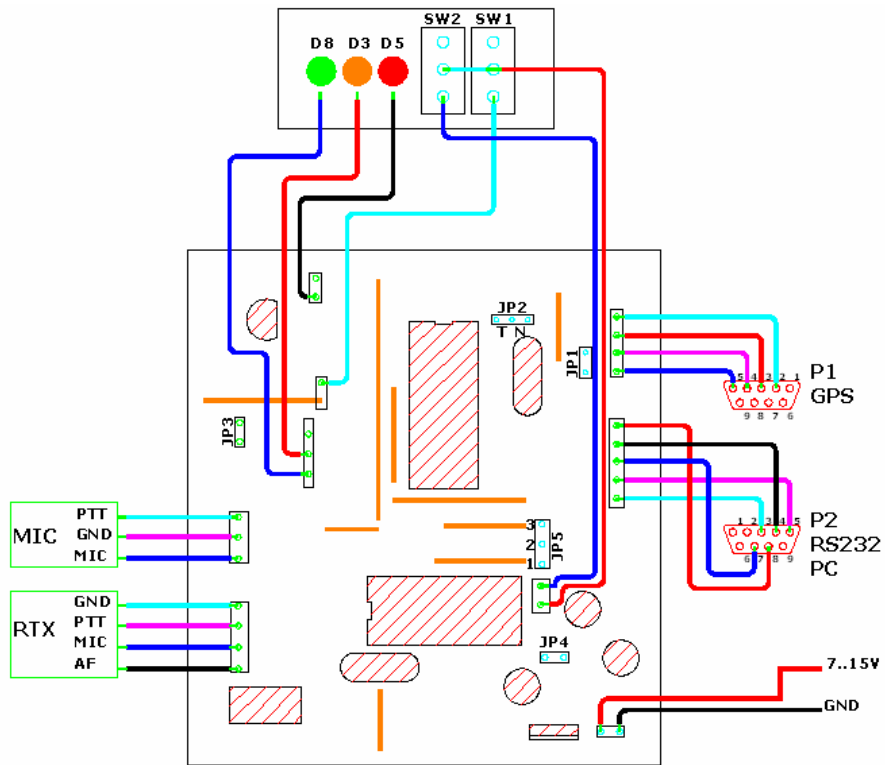 SW2 SW1
D8 D3 D5
JP2
T N
JP1
5 4 3 2 1
9 8 7 6
P1
GPS
JP3
3
2
1
JP5
1 2 3 4 5
6 7 8 9
P2
RS232
PC
MIC
PTT
GND
MIC
RTX
GND
PTT
MIC
AF
JP4
7..15V
GND